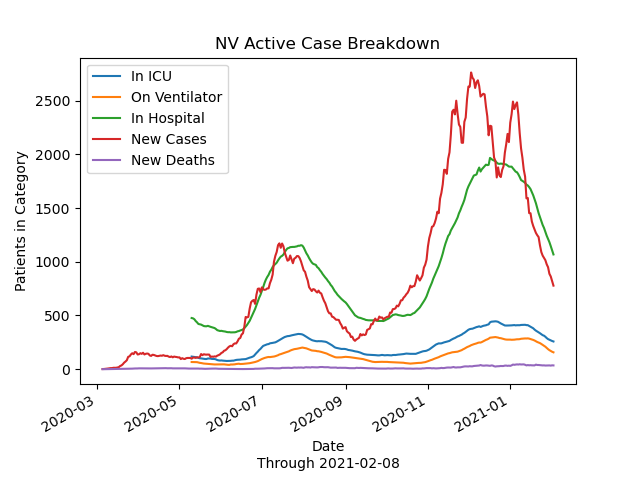 NV Active Case Breakdown
In ICU
On Ventilator
In Hospital
New Cases
New Deaths
Patients in Category
2500
2000
1500
1000
500
0
2020-03
2020-05
2020-07
2020-09
2020-11
2021-01
Date
Through 2021-02-08